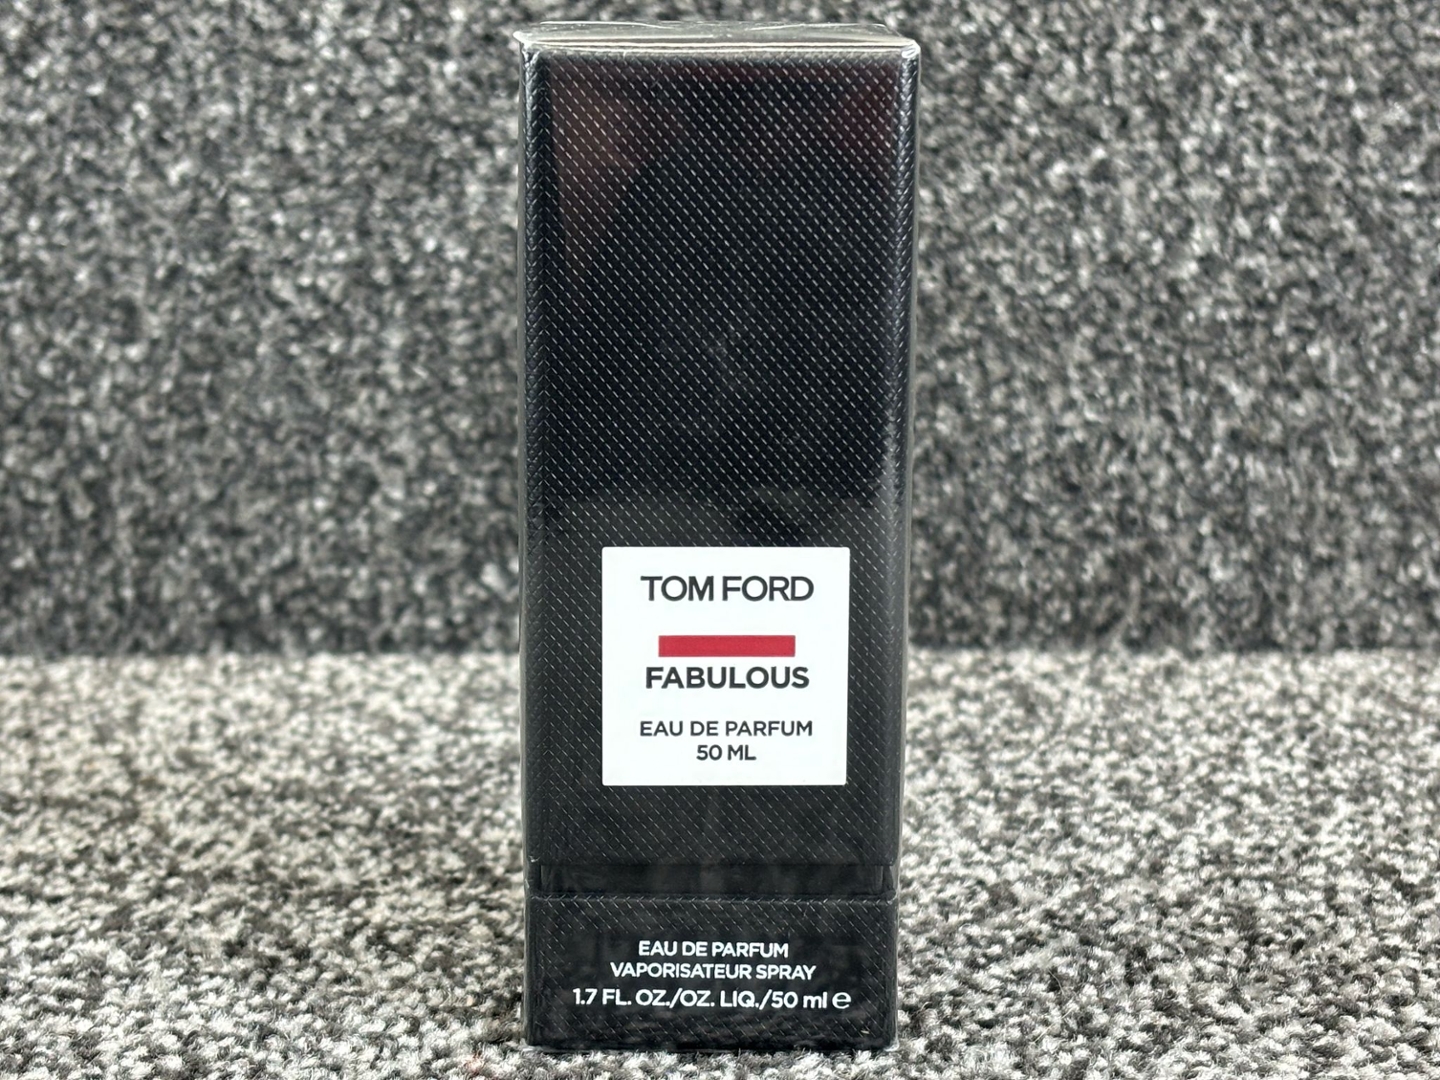 TOM FORD
FABULOUS
EAU DE PARFUM
50 ML
EAU DE PARFUM
VAPORISATEUR SPRAY
1.7 FL. OZ./OZ. LIQ./50 ml ℮